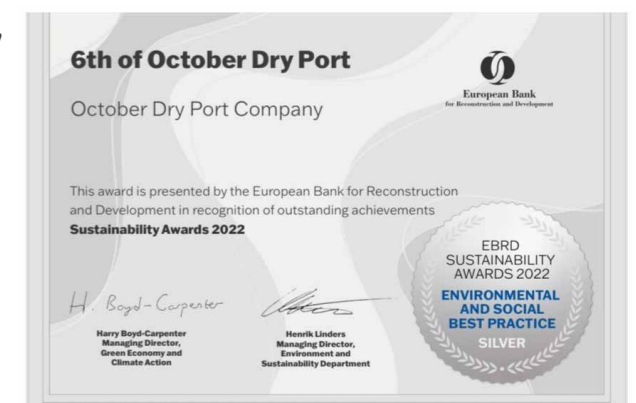 6th of October Dry Port
October Dry Port Company
European Bank
for Reconstruction and Development
This award is presented by the European Bank for Reconstruction
and Development in recognition of outstanding achievements
Sustainability Awards 2022
H. Boyd-Carpenter
Harry Boyd-Carpenter
Managing Director,
Green Economy and
Climate Action
Henrik Linders
Managing Director,
Environment and
Sustainability Department
EBRD
SUSTAINABILITY
AWARDS 2022
ENVIRONMENTAL
AND SOCIAL
BEST PRACTICE
SILVER